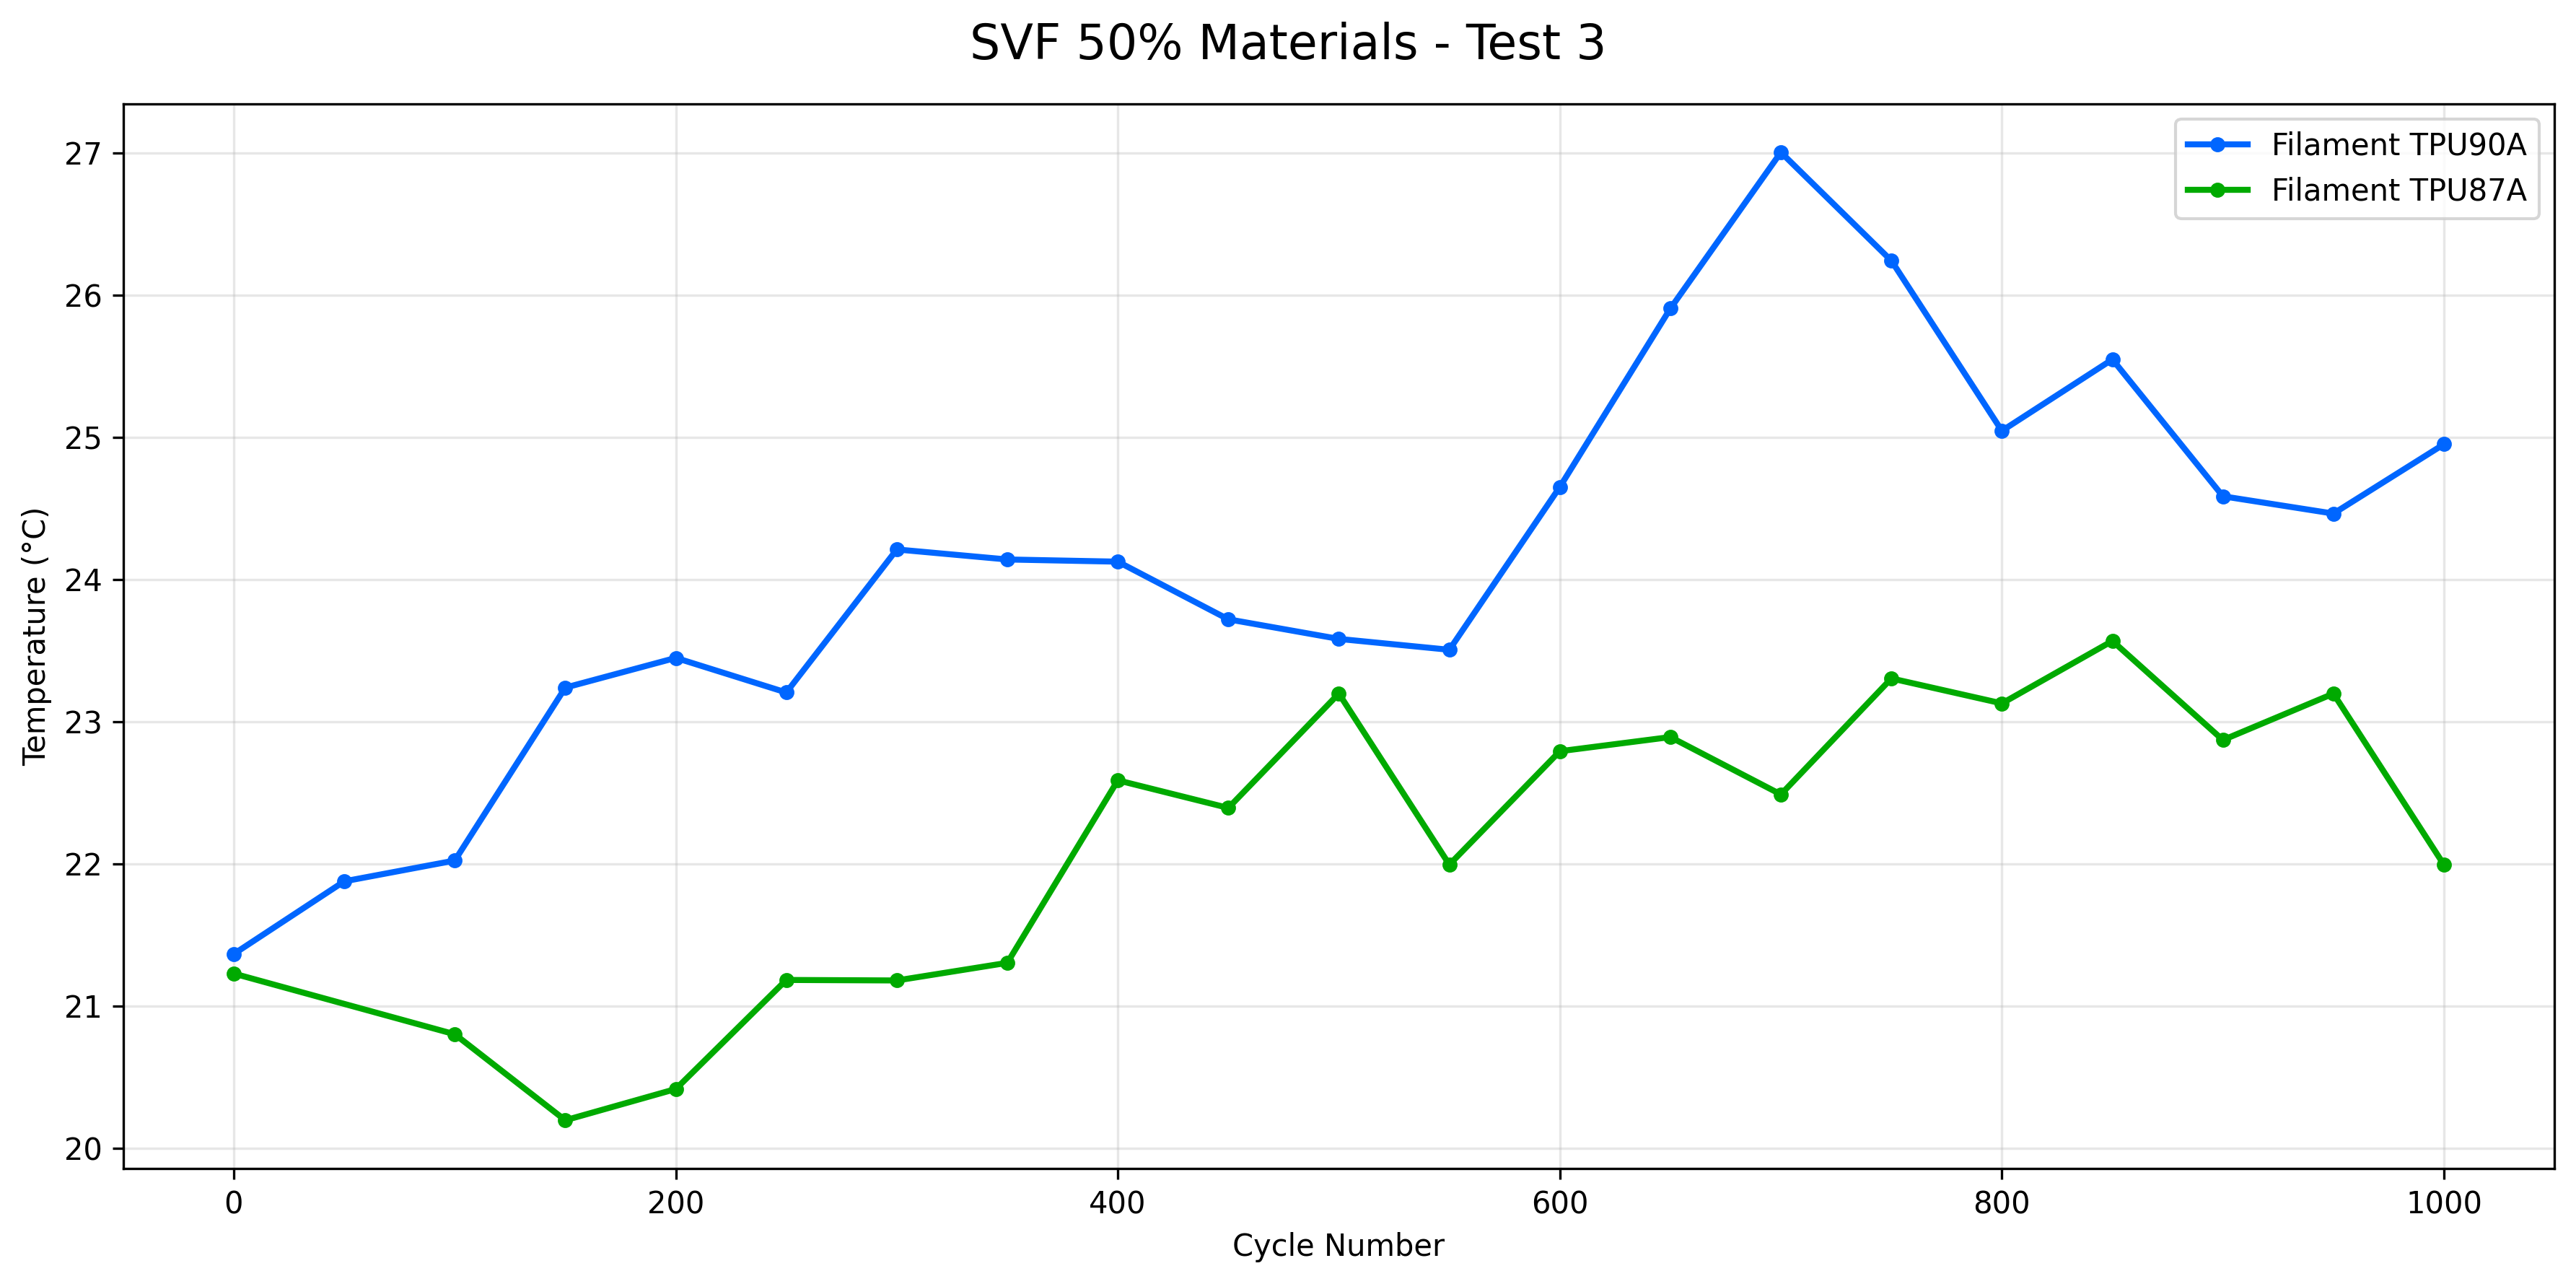 SVF 50% Materials - Test 3
Filament TPU90A
Filament TPU87A
Temperature (°C)
27
26
25
24
23
22
21
20
0 200 400 600 800 1000
Cycle Number